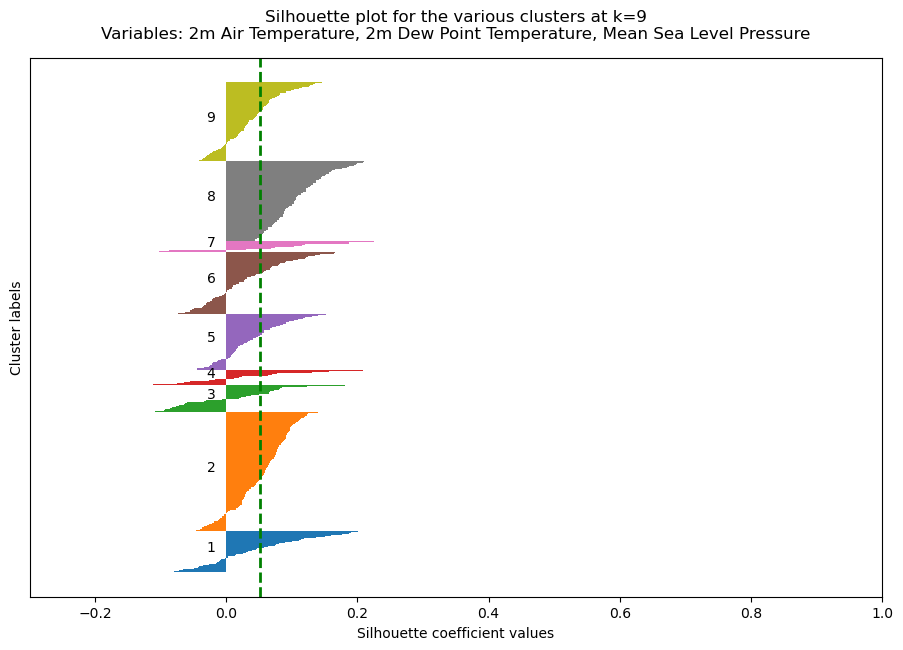 Silhouette plot for the various clusters at k=9
Variables: 2m Air Temperature, 2m Dew Point Temperature, Mean Sea Level Pressure
Cluster labels
9
8
7
6
5
4
3
2
1
−0.2 0.0 0.2 0.4 0.6 0.8 1.0
Silhouette coefficient values